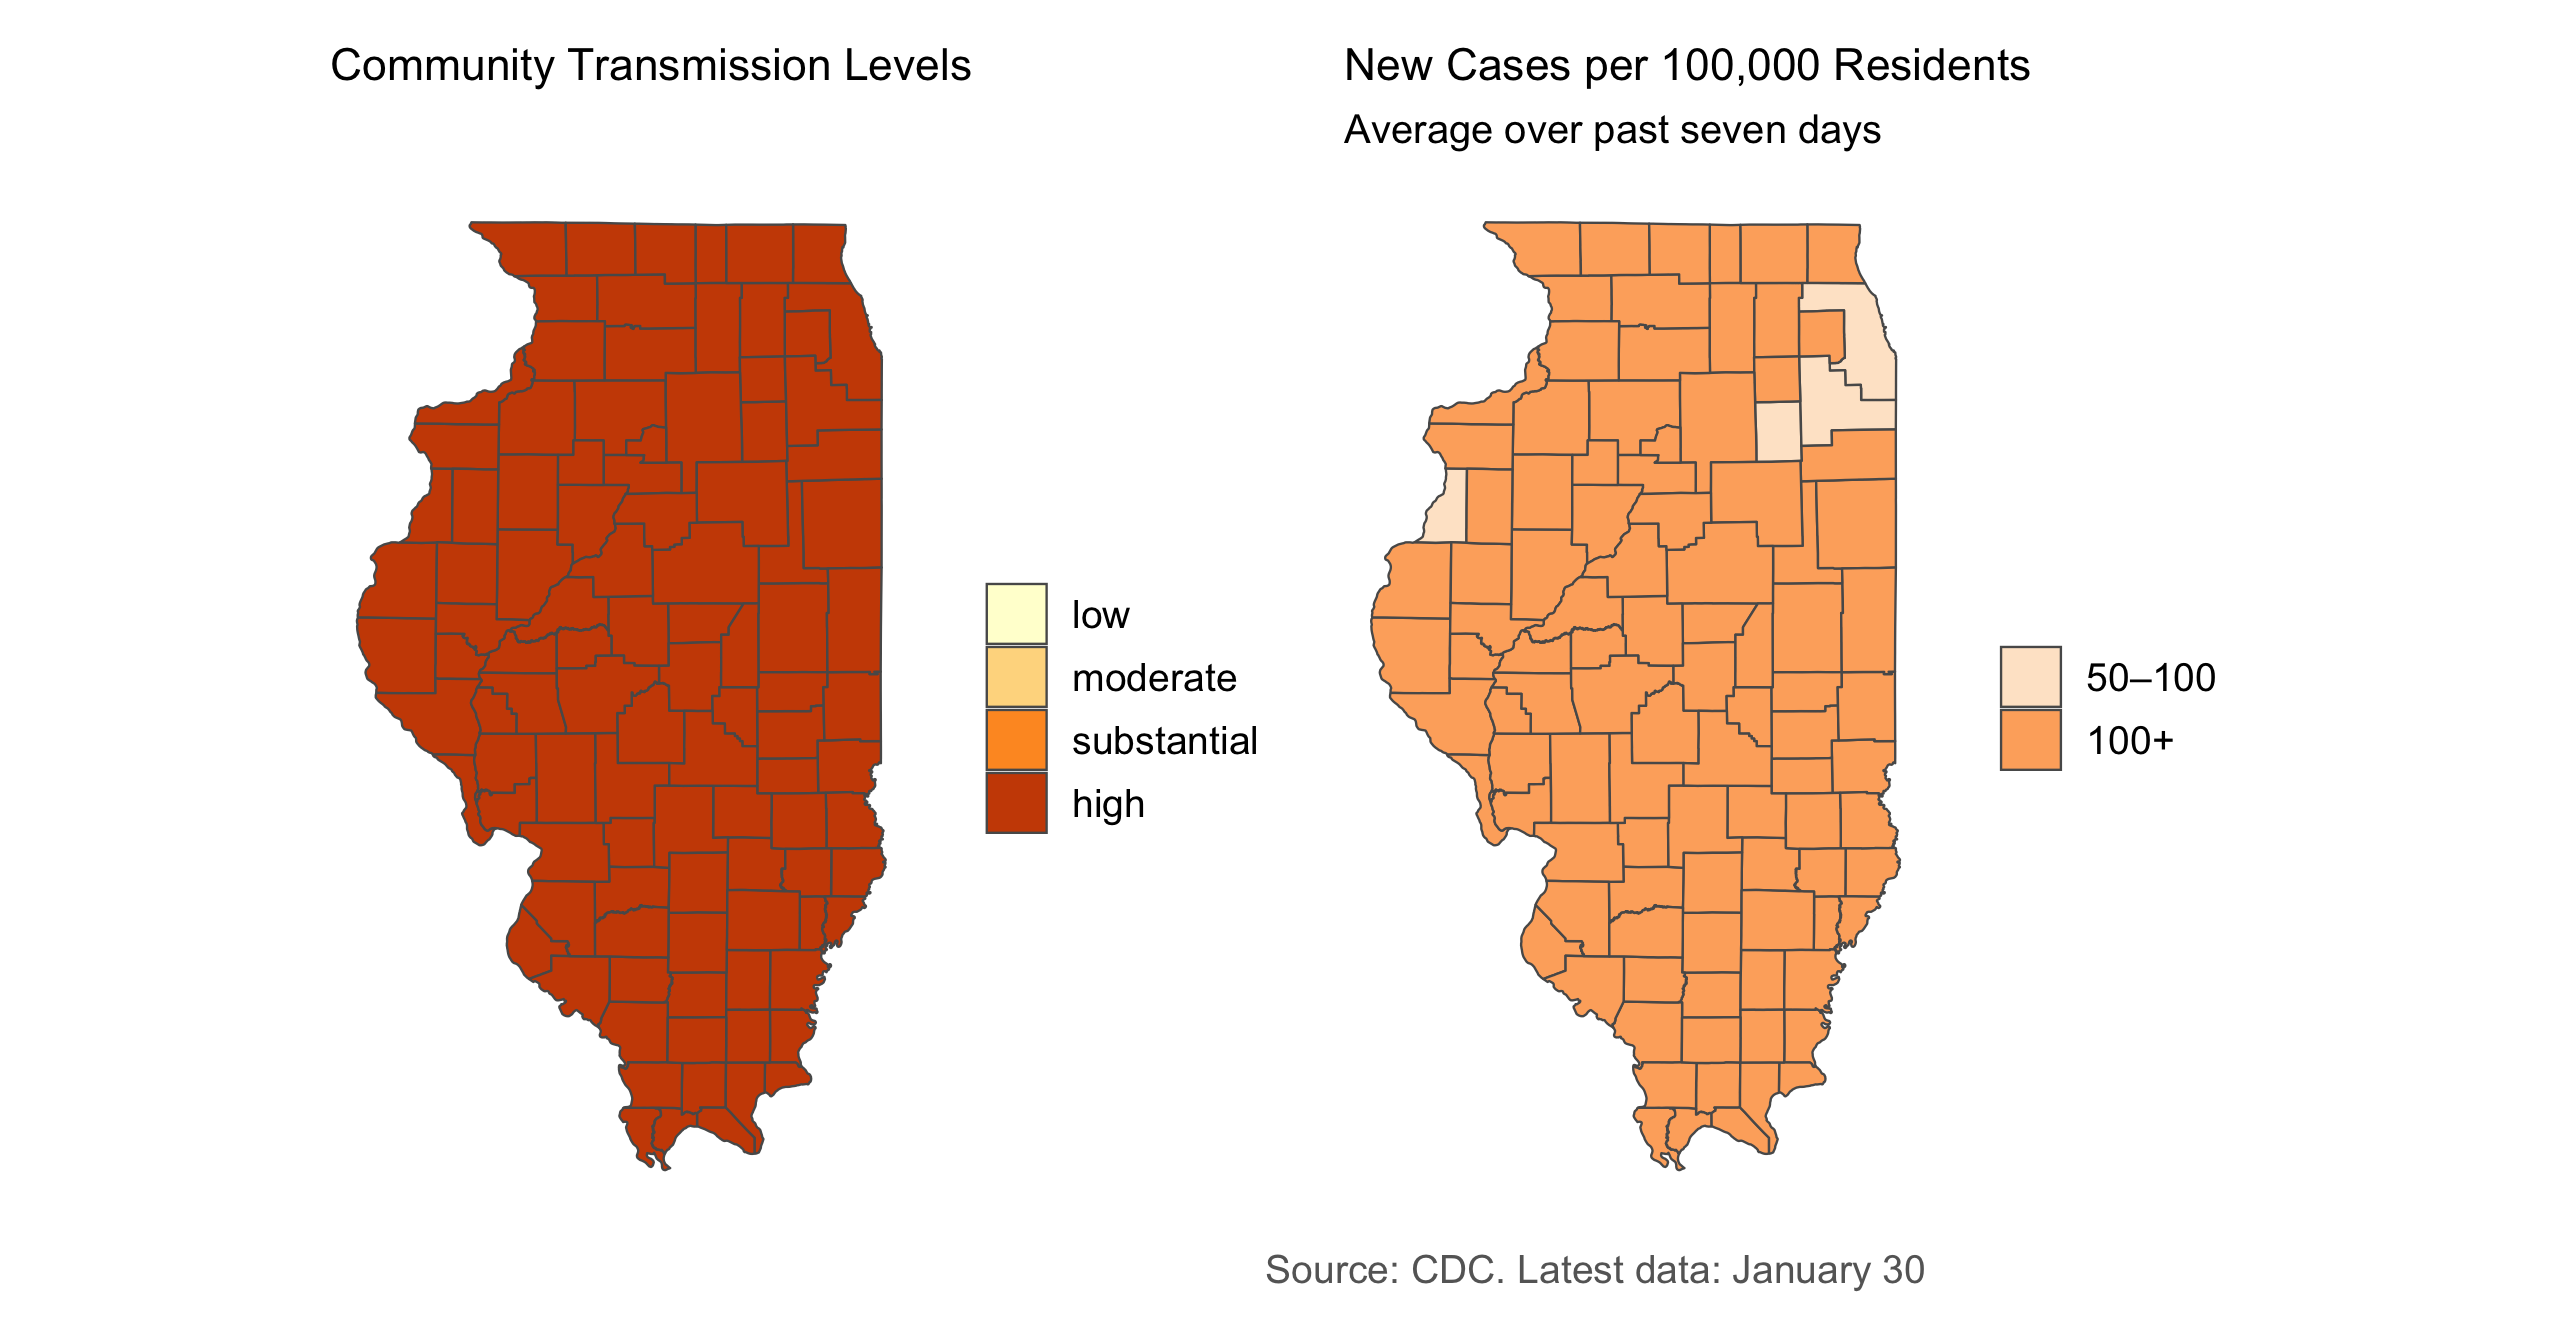 Community Transmission Levels
low
moderate
substantial
high
New Cases per 100,000 Residents
Average over past seven days
50–100
100+
Source: CDC. Latest data: January 30